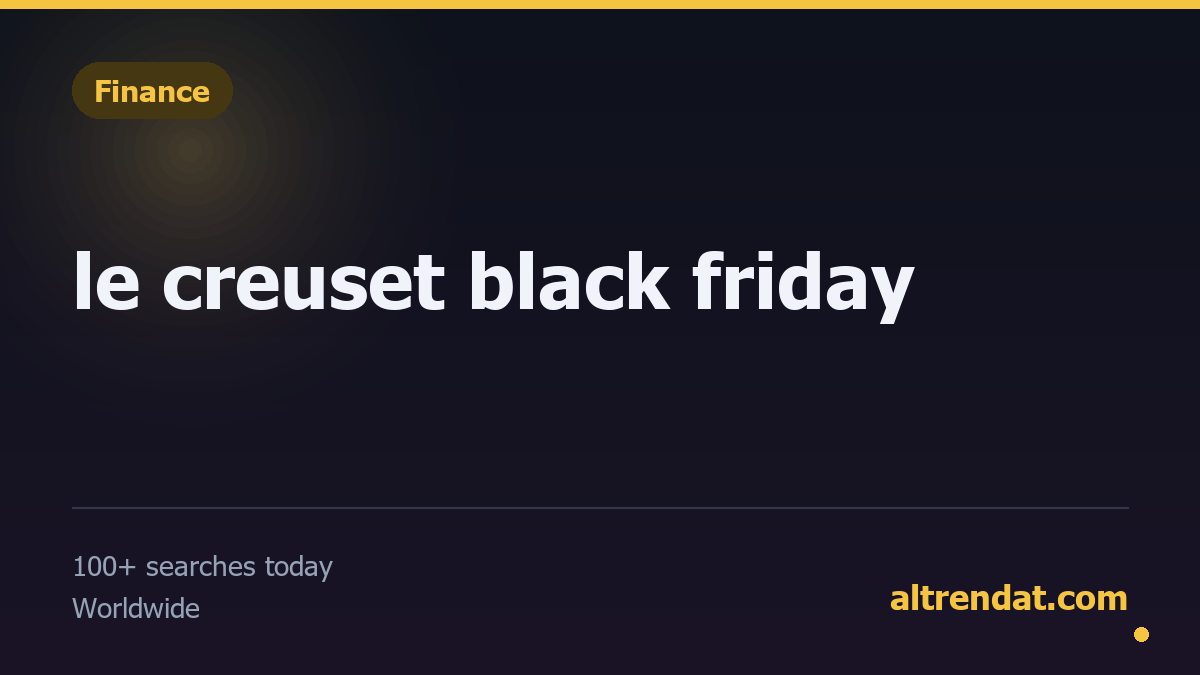 Finance
le creuset black friday
100+ searches today
Worldwide
altrendat.com